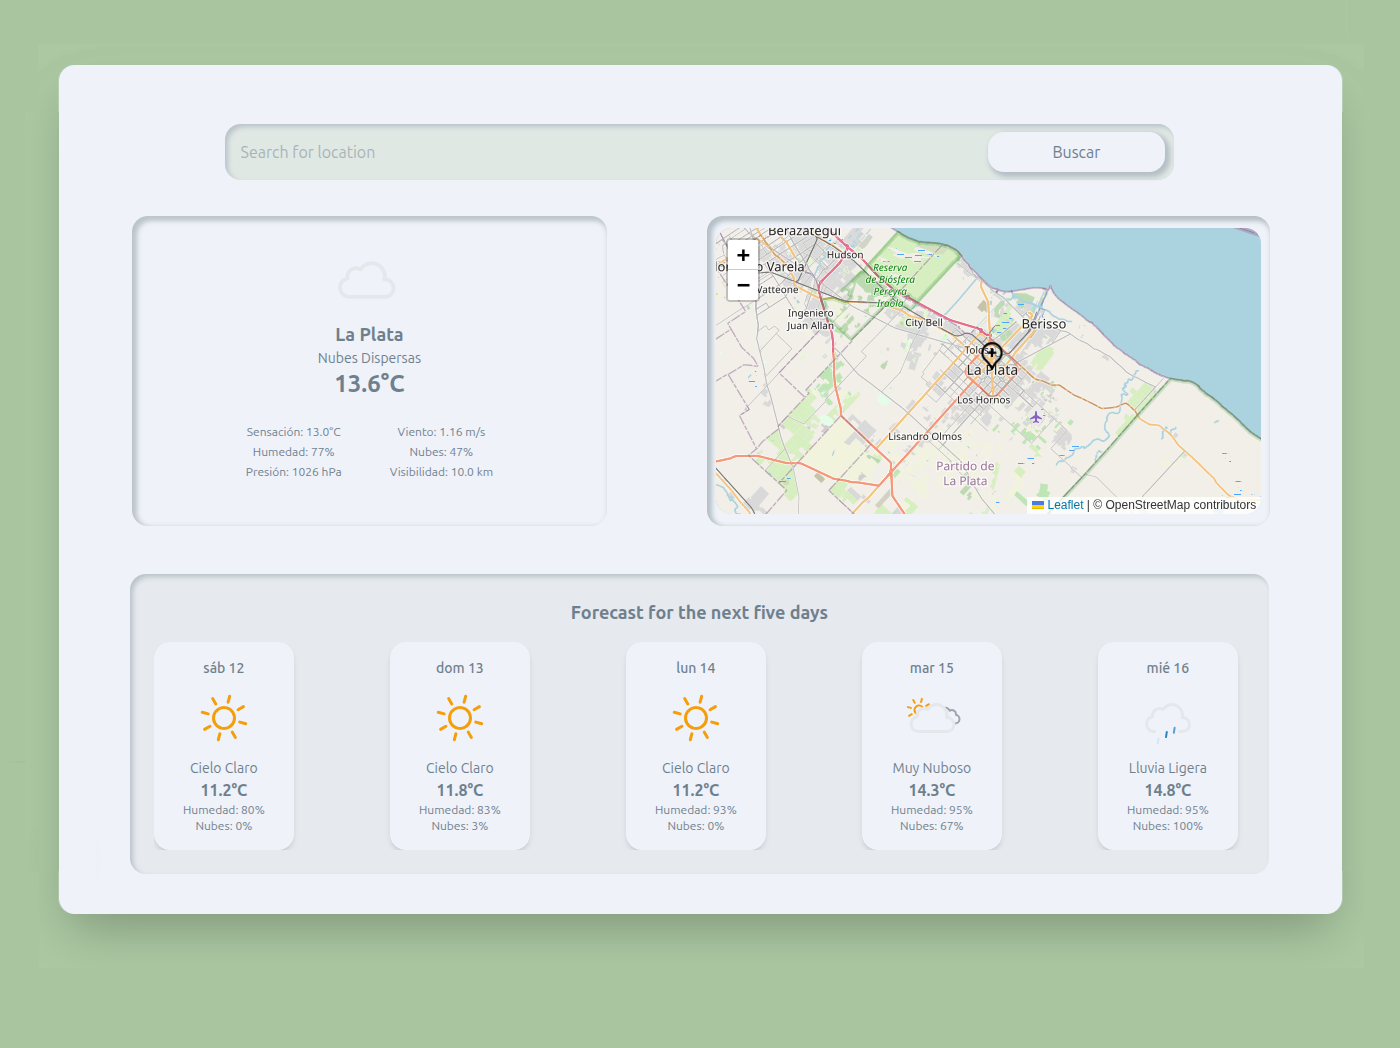 Search for location
Buscar
La Plata
Nubes Dispersas
13.6°C
Sensación: 13.0°C
Viento: 1.16 m/s
Humedad: 77%
Nubes: 47%
Presión: 1026 hPa
Visibilidad: 10.0 km
+
−
Berazategui
Hudson
Varela
Reserva
de Biósfera
Pereyra
Iraola
Ingeniero
Juan Allan
City Bell
Berisso
La Plata
Los Hornos
Lisandro Olmos
Partido de
La Plata
Leaflet | © OpenStreetMap contributors
Forecast for the next five days
sáb 12
Cielo Claro
11.2°C
Humedad: 80%
Nubes: 0%
dom 13
Cielo Claro
11.8°C
Humedad: 83%
Nubes: 3%
lun 14
Cielo Claro
11.2°C
Humedad: 93%
Nubes: 0%
mar 15
Muy Nuboso
14.3°C
Humedad: 95%
Nubes: 67%
mié 16
Lluvia Ligera
14.8°C
Humedad: 95%
Nubes: 100%